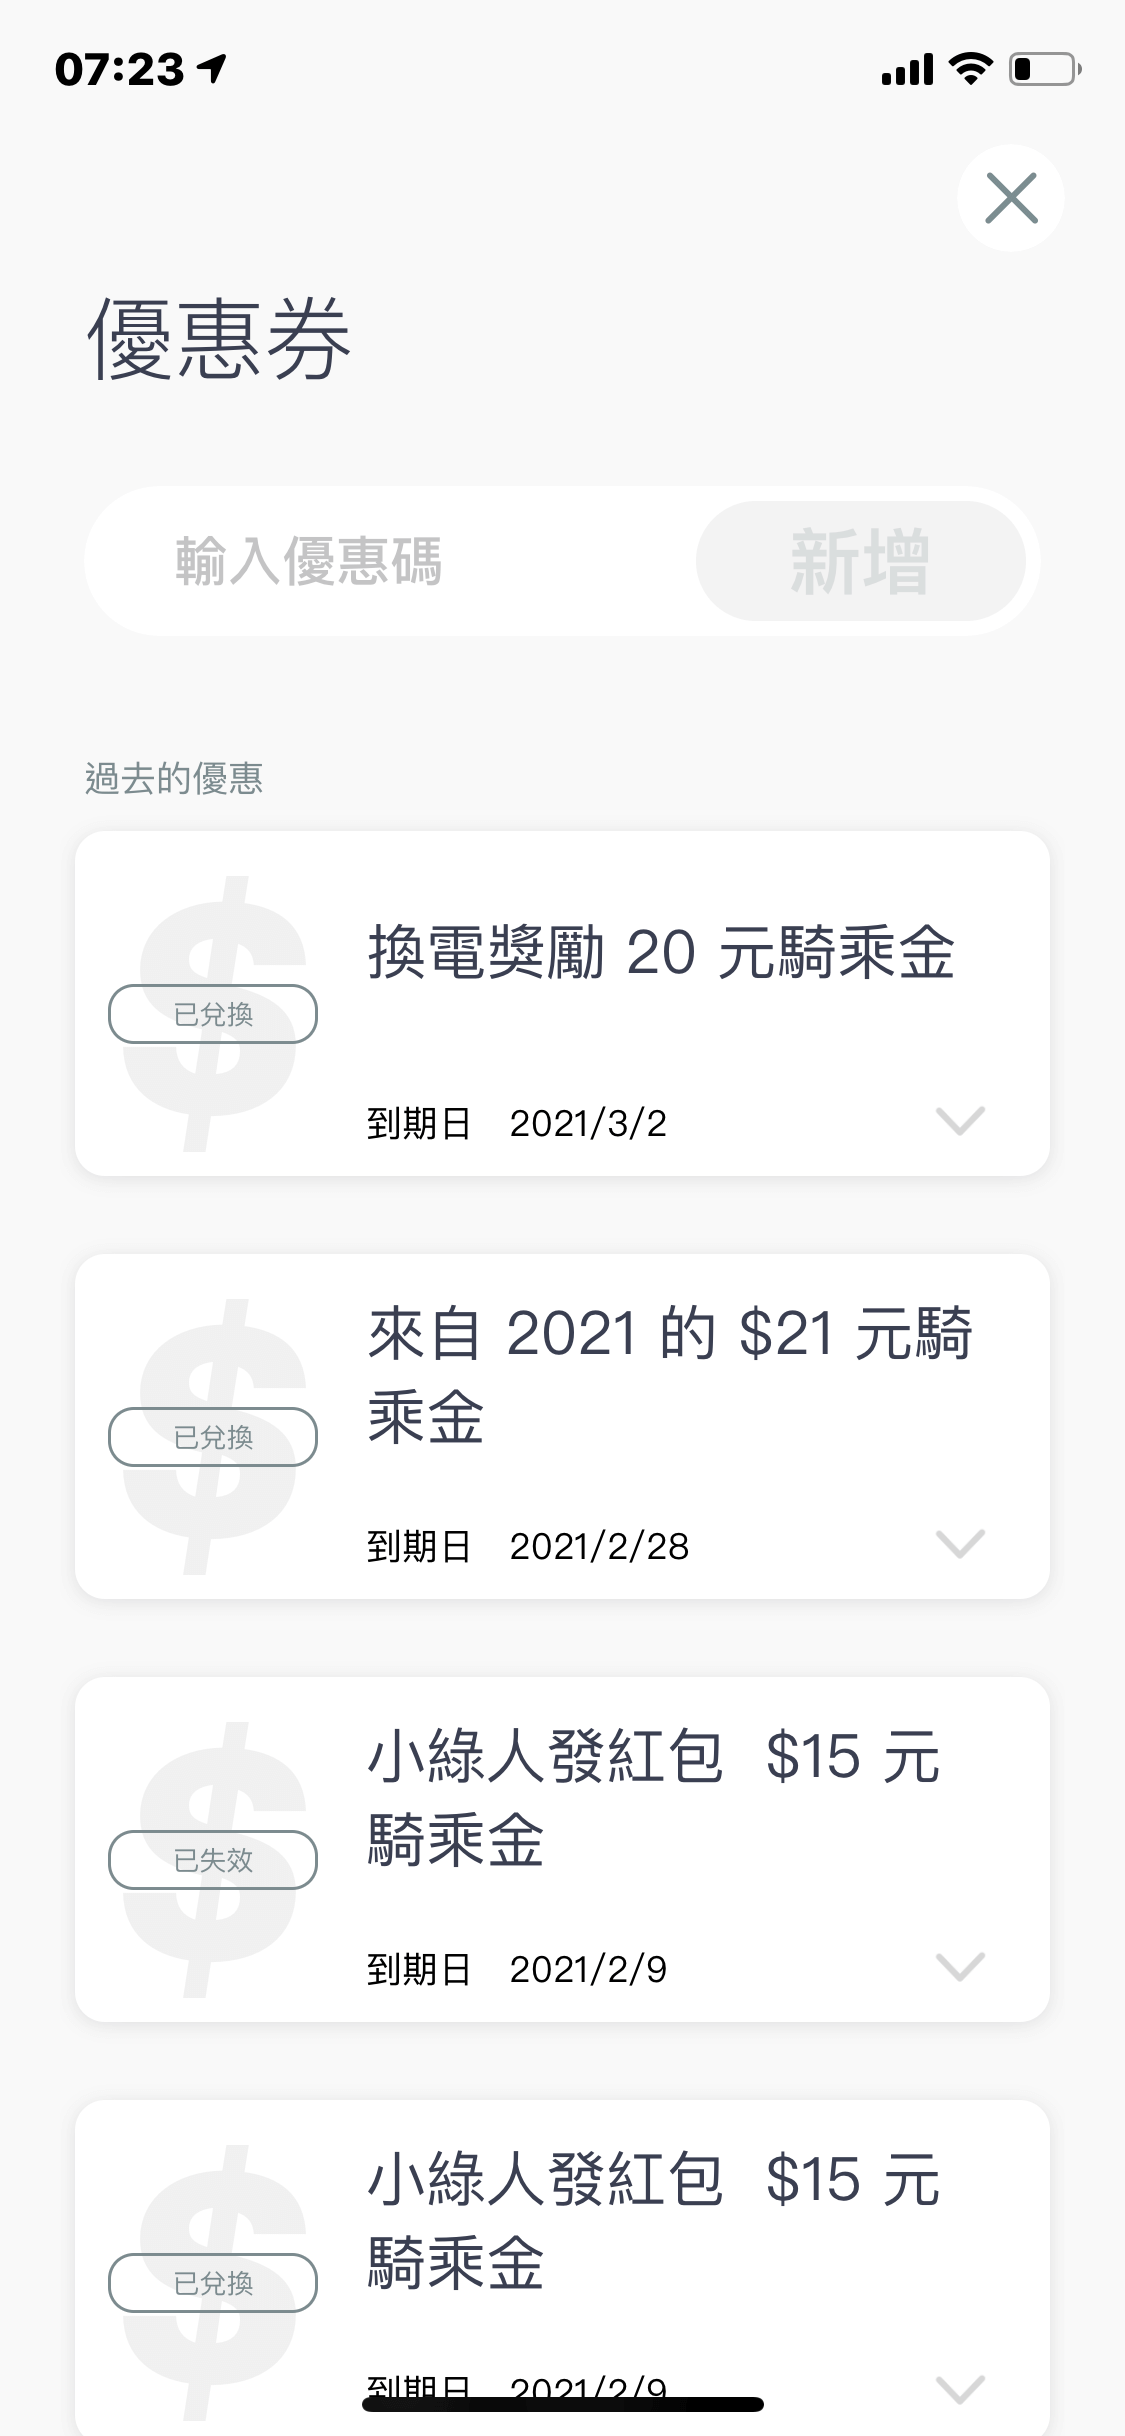 07:23
優惠券
輸入優惠碼
新增
過去的優惠
換電獎勵 20 元騎乘金
已兌換
到期日 2021/3/2
來自 2021 的 $21 元騎
乘金
已兌換
到期日 2021/2/28
小綠人發紅包 $15 元
騎乘金
已失效
到期日 2021/2/9
小綠人發紅包 $15 元
騎乘金
已兌換
到期日 2021/2/9